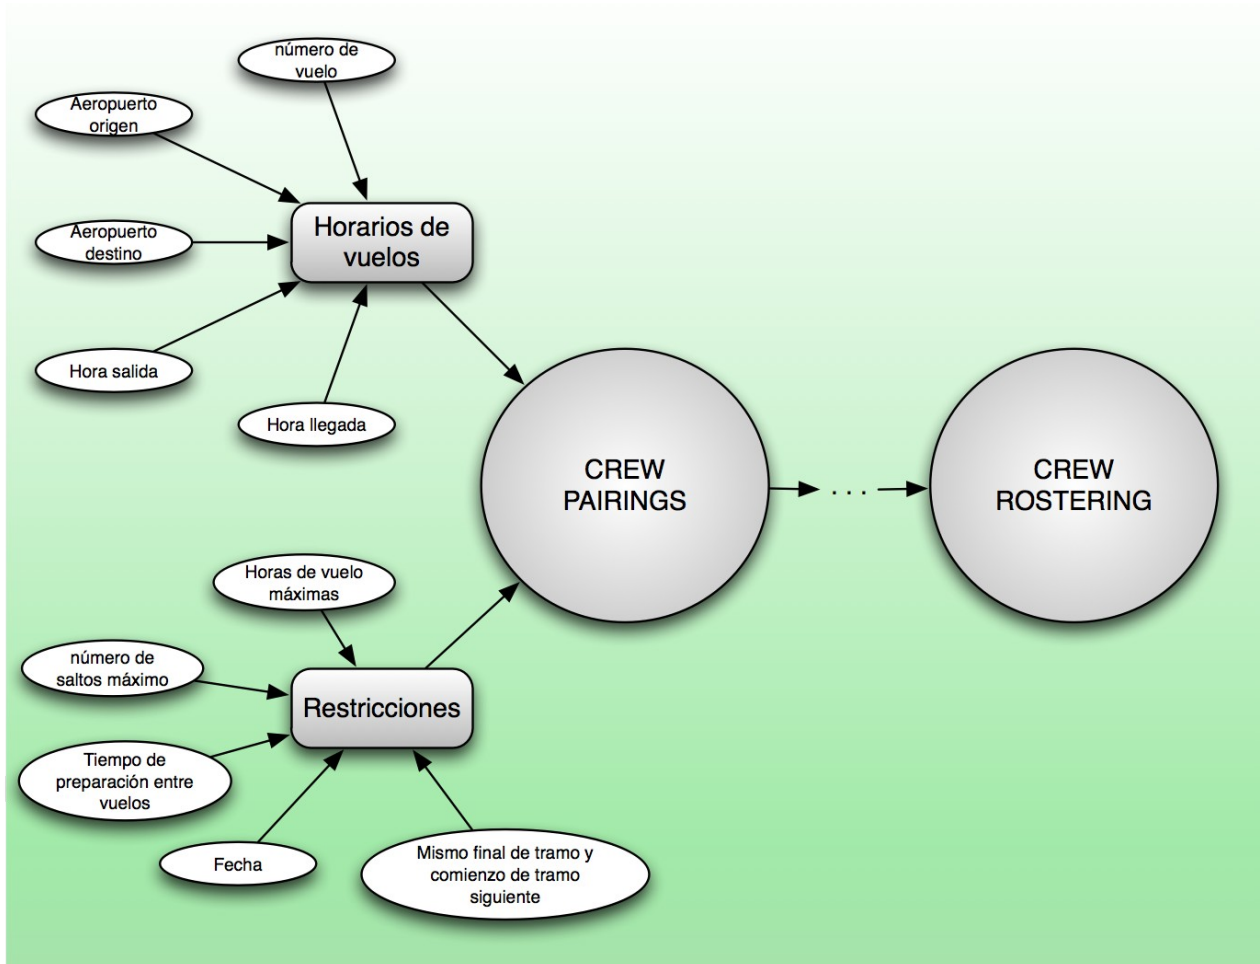 número de
vuelo
Aeropuerto
origen
Aeropuerto
destino
Hora salida
Hora llegada
Horarios de
vuelos
CREW
PAIRINGS
. . .
CREW
ROSTERING
Horas de vuelo
máximas
número de
saltos máximo
Restricciones
Tiempo de
preparación entre
vuelos
Fecha
Mismo final de tramo y
comienzo de tramo
siguiente